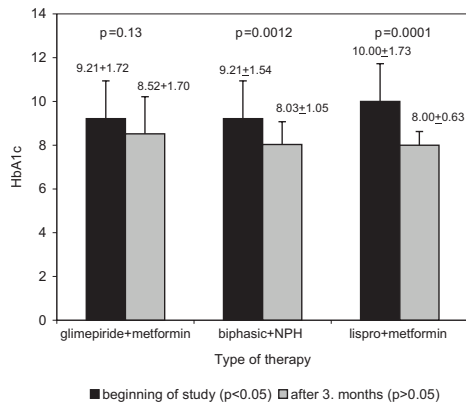 14
12
10
8
6
4
2
0
HbA1c
p=0.13
p=0.0012
p=0.0001
9.21+1.72
8.52+1.70
9.21±1.54
8.03±1.05
10.00±1.73
8.00±0.63
glimepiride+metformin
biphasic+NPH
lispro+metformin
Type of therapy
beginning of study (p<0.05)
after 3. months (p>0.05)